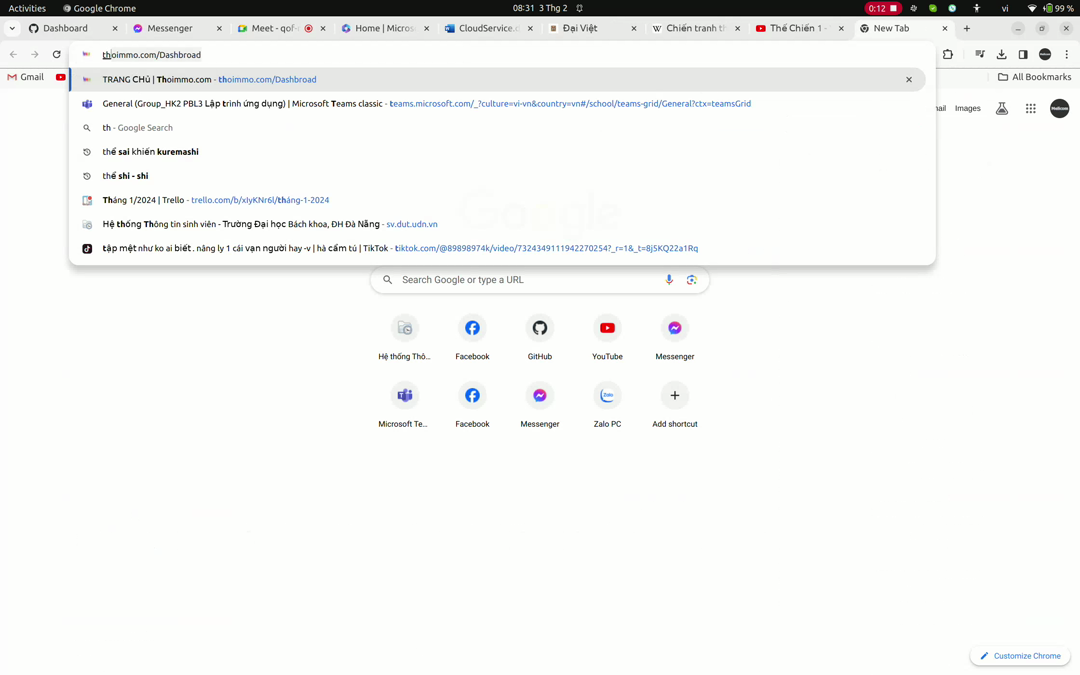 Activities Google Chrome 08:31 3 Thg 2 0:12 vi 99 %
Dashboard Messenger Meet - qof Home | Micros CloudService.c Đại Việt Chiến tranh th Thế Chiến 1 - New Tab
thoimmo.com/Dashbroad
Gmail All Bookmarks
TRANG CHủ | Thoimmo.com - thoimmo.com/Dashbroad
General (Group_HK2 PBL3 Lập trình ứng dụng) | Microsoft Teams classic - teams.microsoft.com/_?culture=vi-vn&country=vn#/school/teams-grid/General?ctx=teamsGrid
ail Images
th - Google Search
thể sai khiến kuremashi
thể shi - shi
Tháng 1/2024 | Trello - trello.com/b/xIyKNr6l/tháng-1-2024
Hệ thống Thông tin sinh viên - Trường Đại học Bách khoa, ĐH Đà Nẵng - sv.dut.udn.vn
tập mệt như ko ai biết . nâng ly 1 cái vạn người hay -v | hà cẩm tú | TikTok - tiktok.com/@89898974k/video/7324349111942270254?_r=1&_t=8j5KQ22a1Rq
Search Google or type a URL
Hệ thống Thô... Facebook GitHub YouTube Messenger
Microsoft Te... Facebook Messenger Zalo PC Add shortcut
Customize Chrome